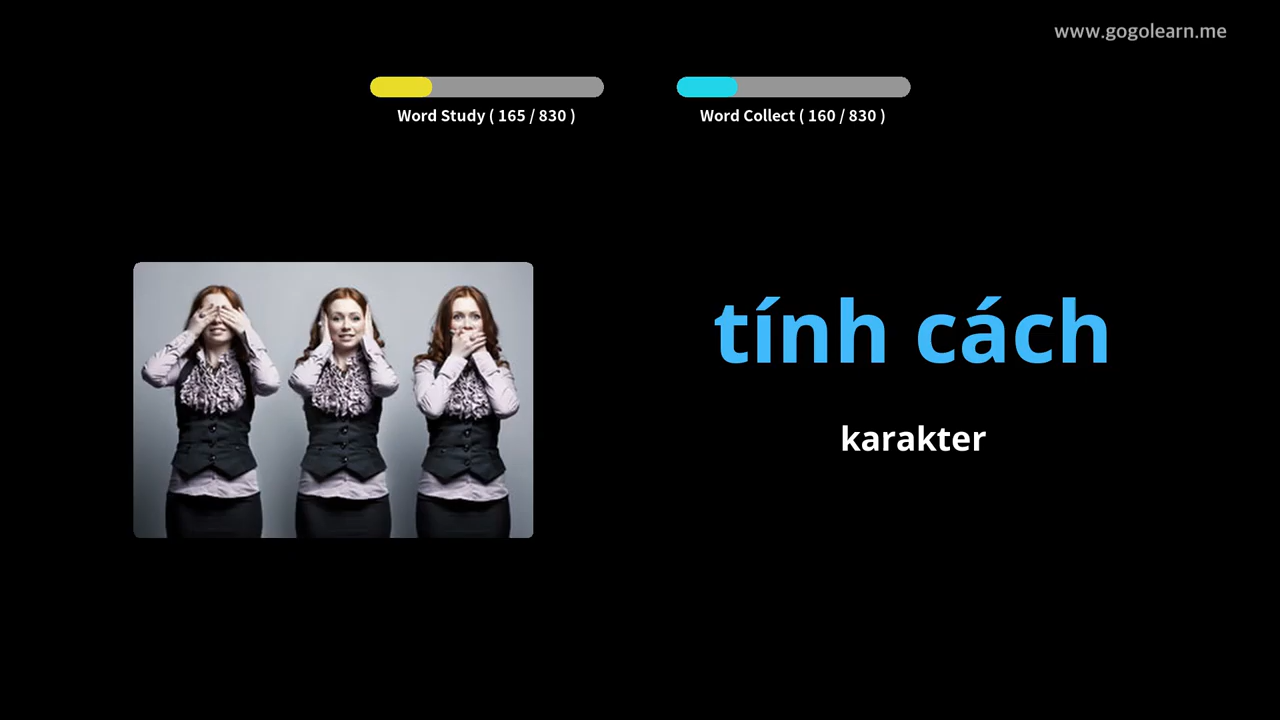 www.gogolearn.me
Word Study ( 165 / 830 )
Word Collect ( 160 / 830 )
tính cách
karakter